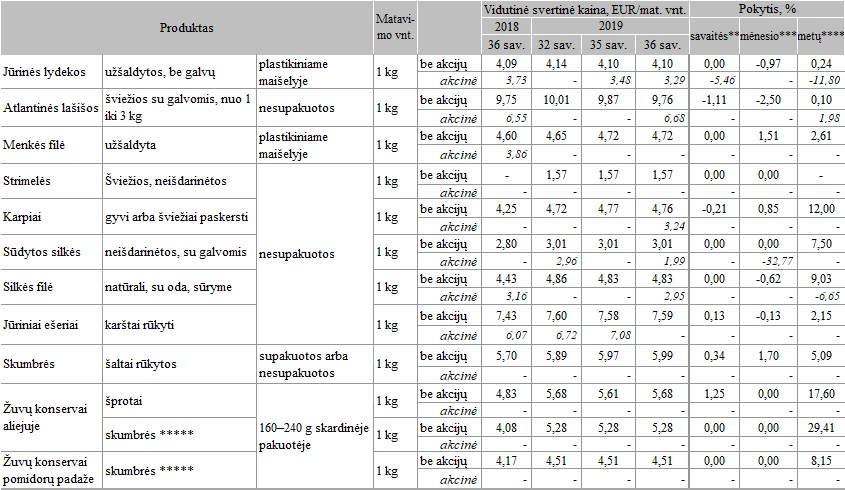 Produktas Matavi- Vidutinė svertinė kaina, EUR/mat. vnt. Pokytis, %
mo vnt. 2018 2019 savaitės** mėnesio*** metų****
36 sav. 32 sav. 35 sav. 36 sav.
Jūrinės lydekos užšaldytos, be galvų plastikiniame maišelyje 1 kg be akcijų 4,09 4,14 4,10 4,10 0,00 -0,97 0,24
akcinė 3,73 - 3,48 3,29 -5,46 - -11,80
Atlantinės lašišos šviežios su galvomis, nuo 1 iki 3 kg nesupakuotos 1 kg be akcijų 9,75 10,01 9,87 9,76 -1,11 -2,50 0,10
akcinė 6,55 - - 6,68 - - 1,98
Menkės filė užšaldyta plastikiniame maišelyje 1 kg be akcijų 4,60 4,65 4,72 4,72 0,00 1,51 2,61
akcinė 3,86 - - - - - -
Strimelės Šviežios, neišdarinėtos nesupakuotos 1 kg be akcijų - 1,57 1,57 1,57 0,00 0,00 -
akcinė - - - - - - -
Karpiai gyvi arba šviežiai paskersti 1 kg be akcijų 4,25 4,72 4,77 4,76 -0,21 0,85 12,00
akcinė - - - 3,24 - - -
Sūdytos silkės neišdarinėtos, su galvomis 1 kg be akcijų 2,80 3,01 3,01 3,01 0,00 0,00 7,50
akcinė - 2,96 - 1,99 - -32,77 -
Silkės filė natūrali, su oda, sūryme 1 kg be akcijų 4,43 4,86 4,83 4,83 0,00 -0,62 9,03
akcinė 3,16 - - 2,95 - - -6,65
Jūriniai ešeriai karštai rūkyti 1 kg be akcijų 7,43 7,60 7,58 7,59 0,13 -0,13 2,15
akcinė 6,07 6,72 7,08 - - - -
Skumbrės šaltai rūkytos supakuotos arba nesupakuotos 1 kg be akcijų 5,70 5,89 5,97 5,99 0,34 1,70 5,09
akcinė - - - - - - -
Žuvų konservai aliejuje šprotai 160–240 g skardinėje pakuotėje 1 kg be akcijų 4,83 5,68 5,61 5,68 1,25 0,00 17,60
akcinė - - - - - - -
skumbrės ***** 1 kg be akcijų 4,08 5,28 5,28 5,28 0,00 0,00 29,41
akcinė - - - - - - -
Žuvų konservai pomidorų padaže skumbrės ***** 1 kg be akcijų 4,17 4,51 4,51 4,51 0,00 0,00 8,15
akcinė - - - - - - -